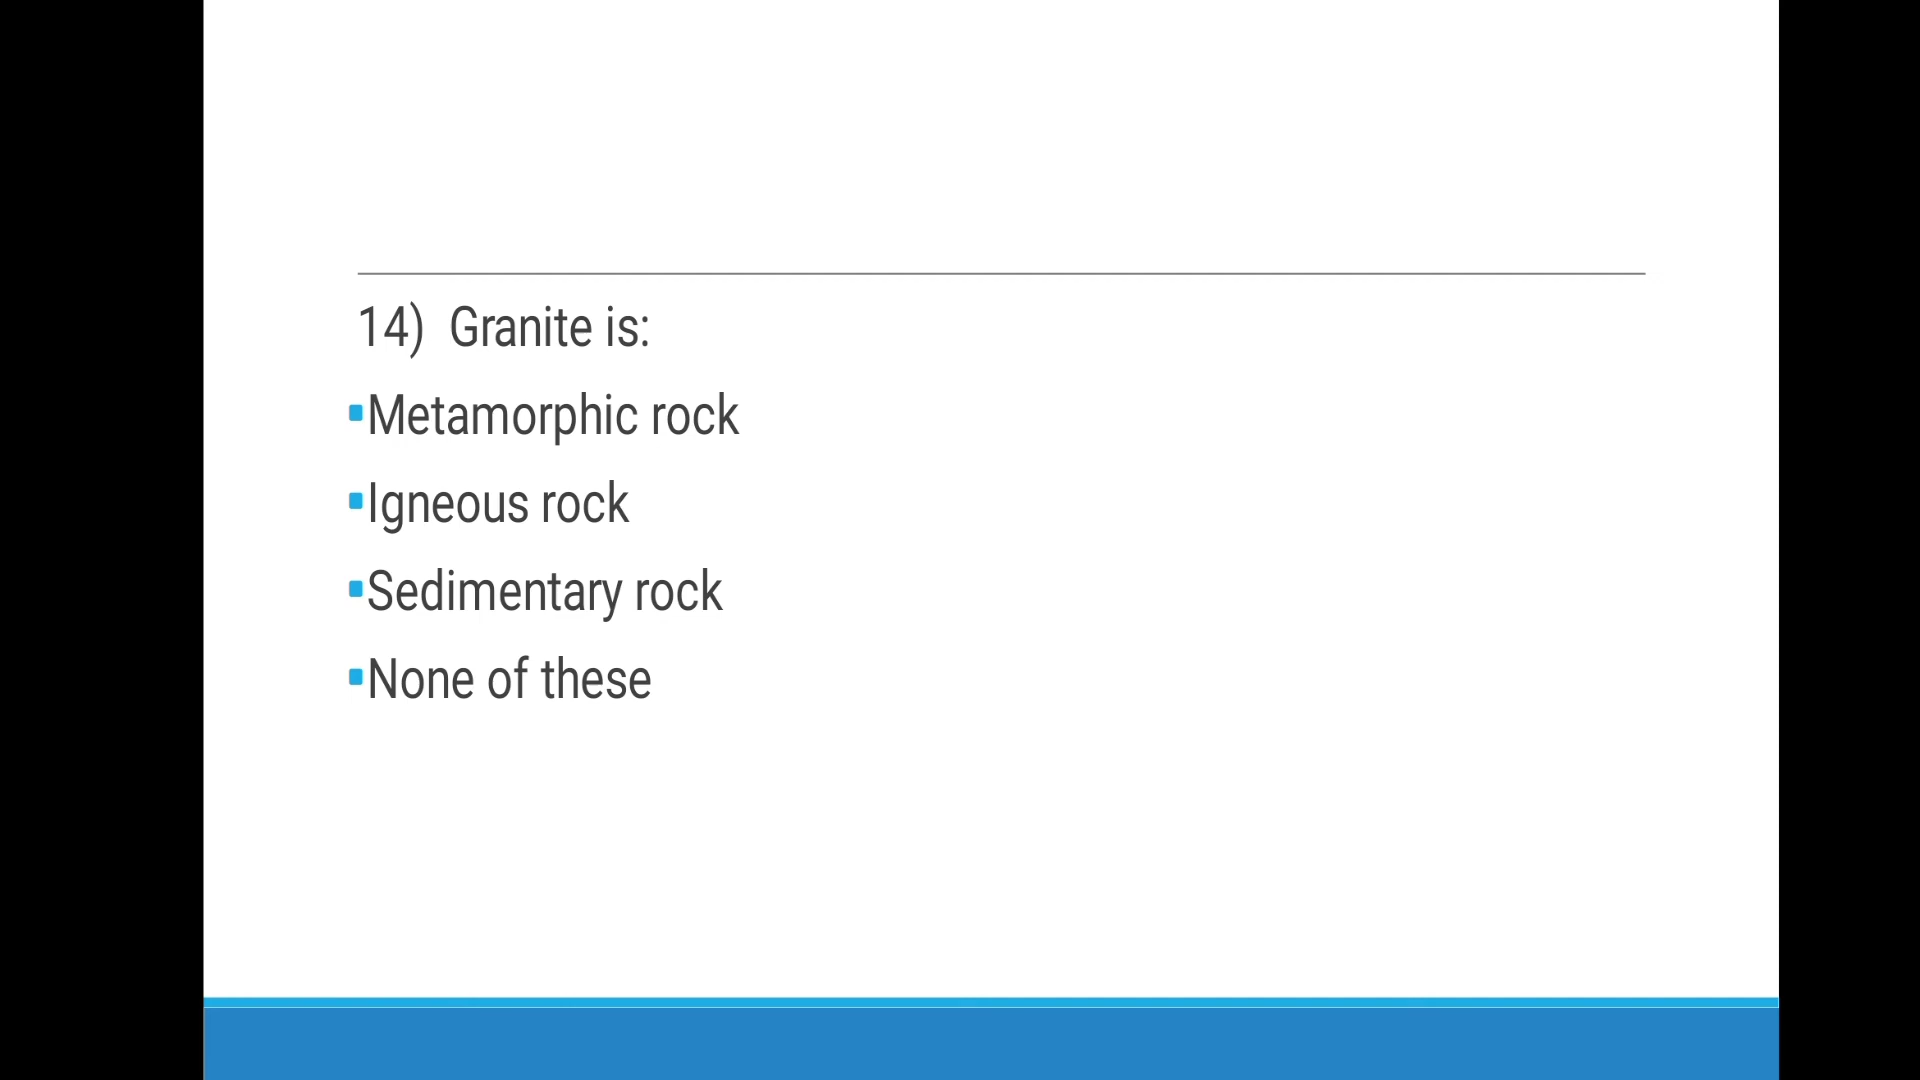 14) Granite is:
▪Metamorphic rock
▪Igneous rock
▪Sedimentary rock
▪None of these